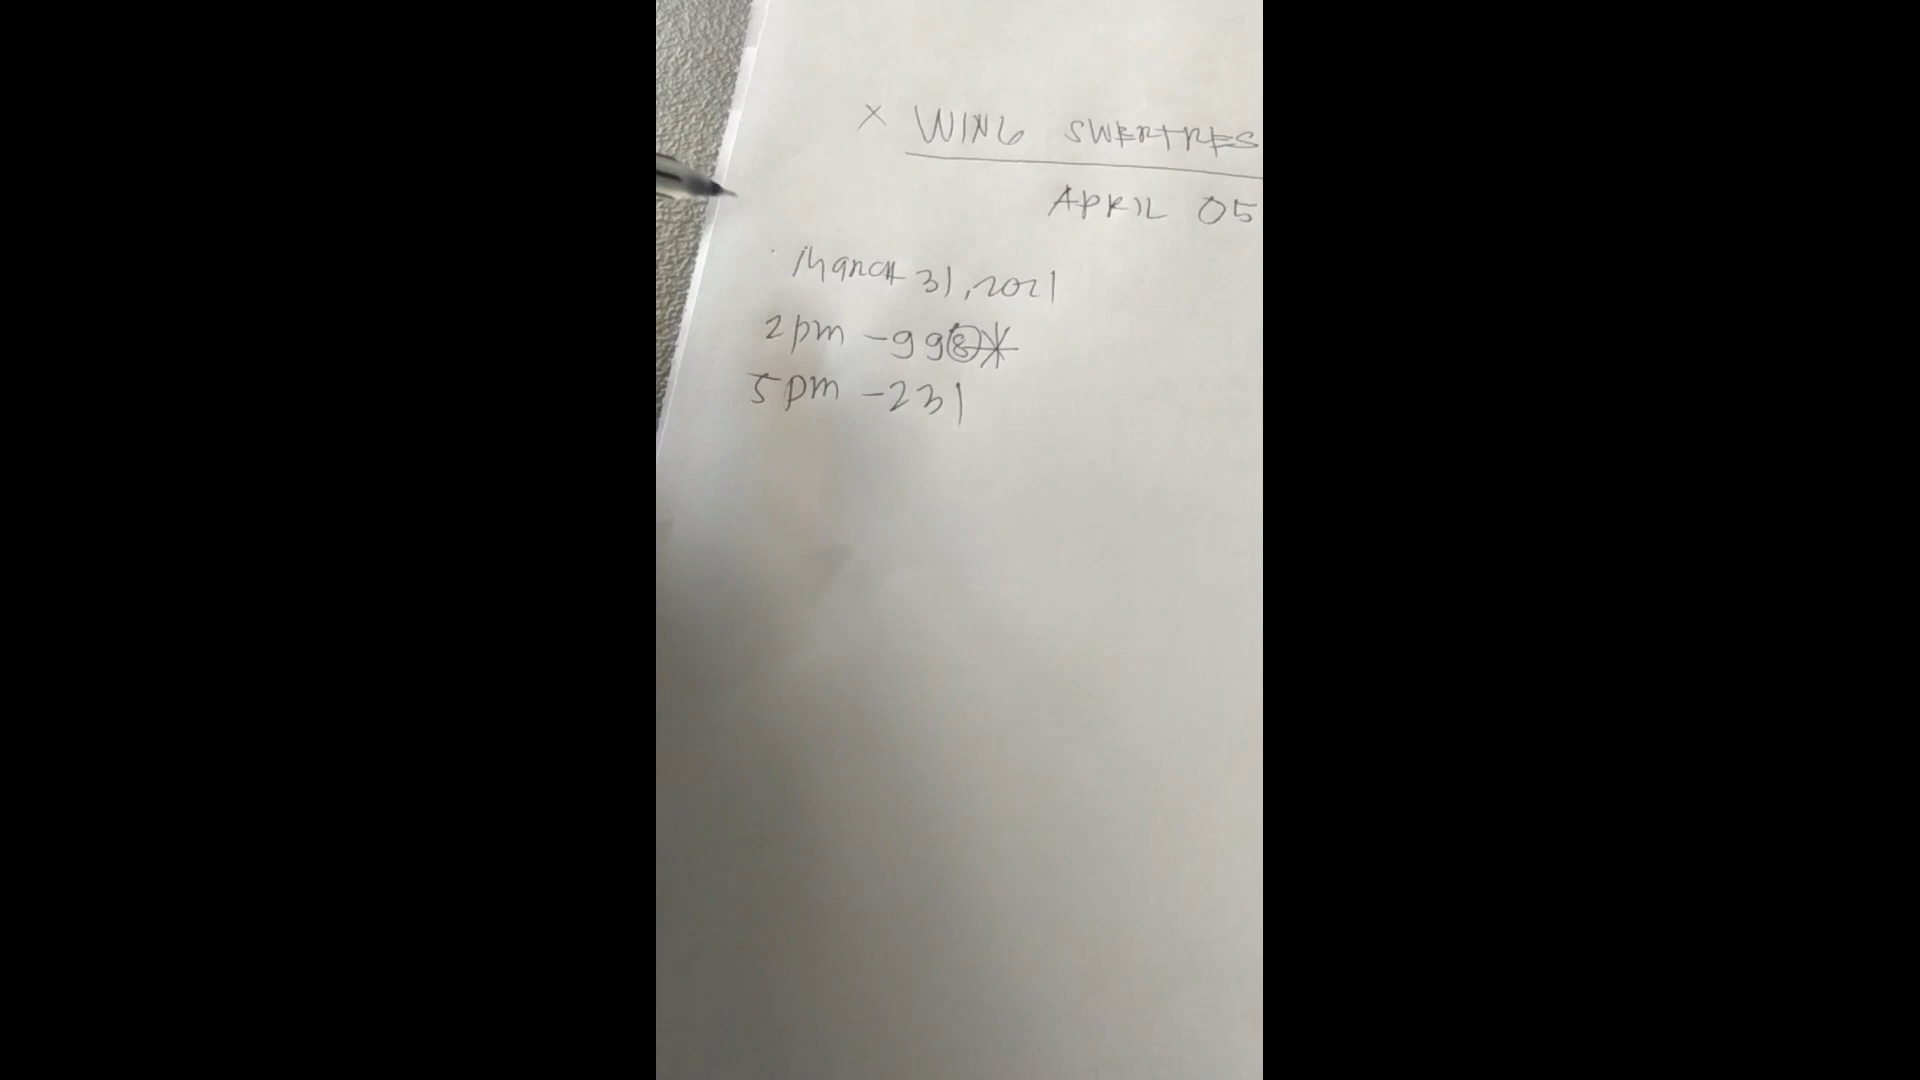 × WING SWERTRES
APRIL 05
March 31, 2021
2pm - 998*
5pm - 231